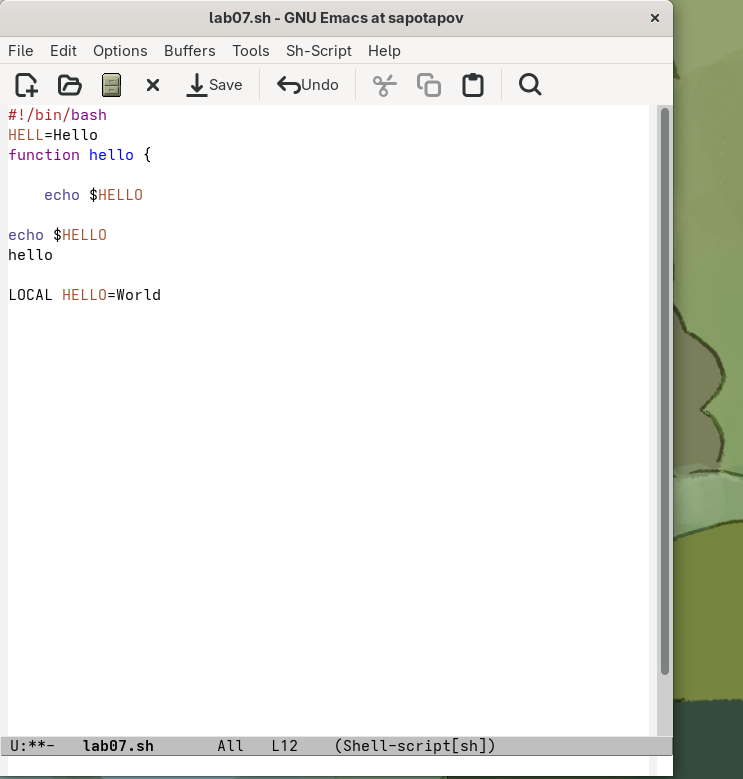 lab07.sh - GNU Emacs at sapotapov ×
File Edit Options Buffers Tools Sh-Script Help
Save Undo
#!/bin/bash
HELL=Hello
function hello {
    echo $HELLO
echo $HELLO
hello
LOCAL HELLO=World
U:**-  lab07.sh  All  L12  (Shell-script[sh])